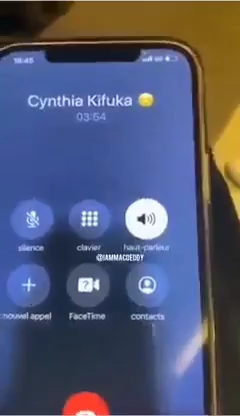 18:45
Cynthia Kifuka
03:54
silence
clavier
haut-parleur
@IAMMACDEDDY
nouvel appel
FaceTime
contacts